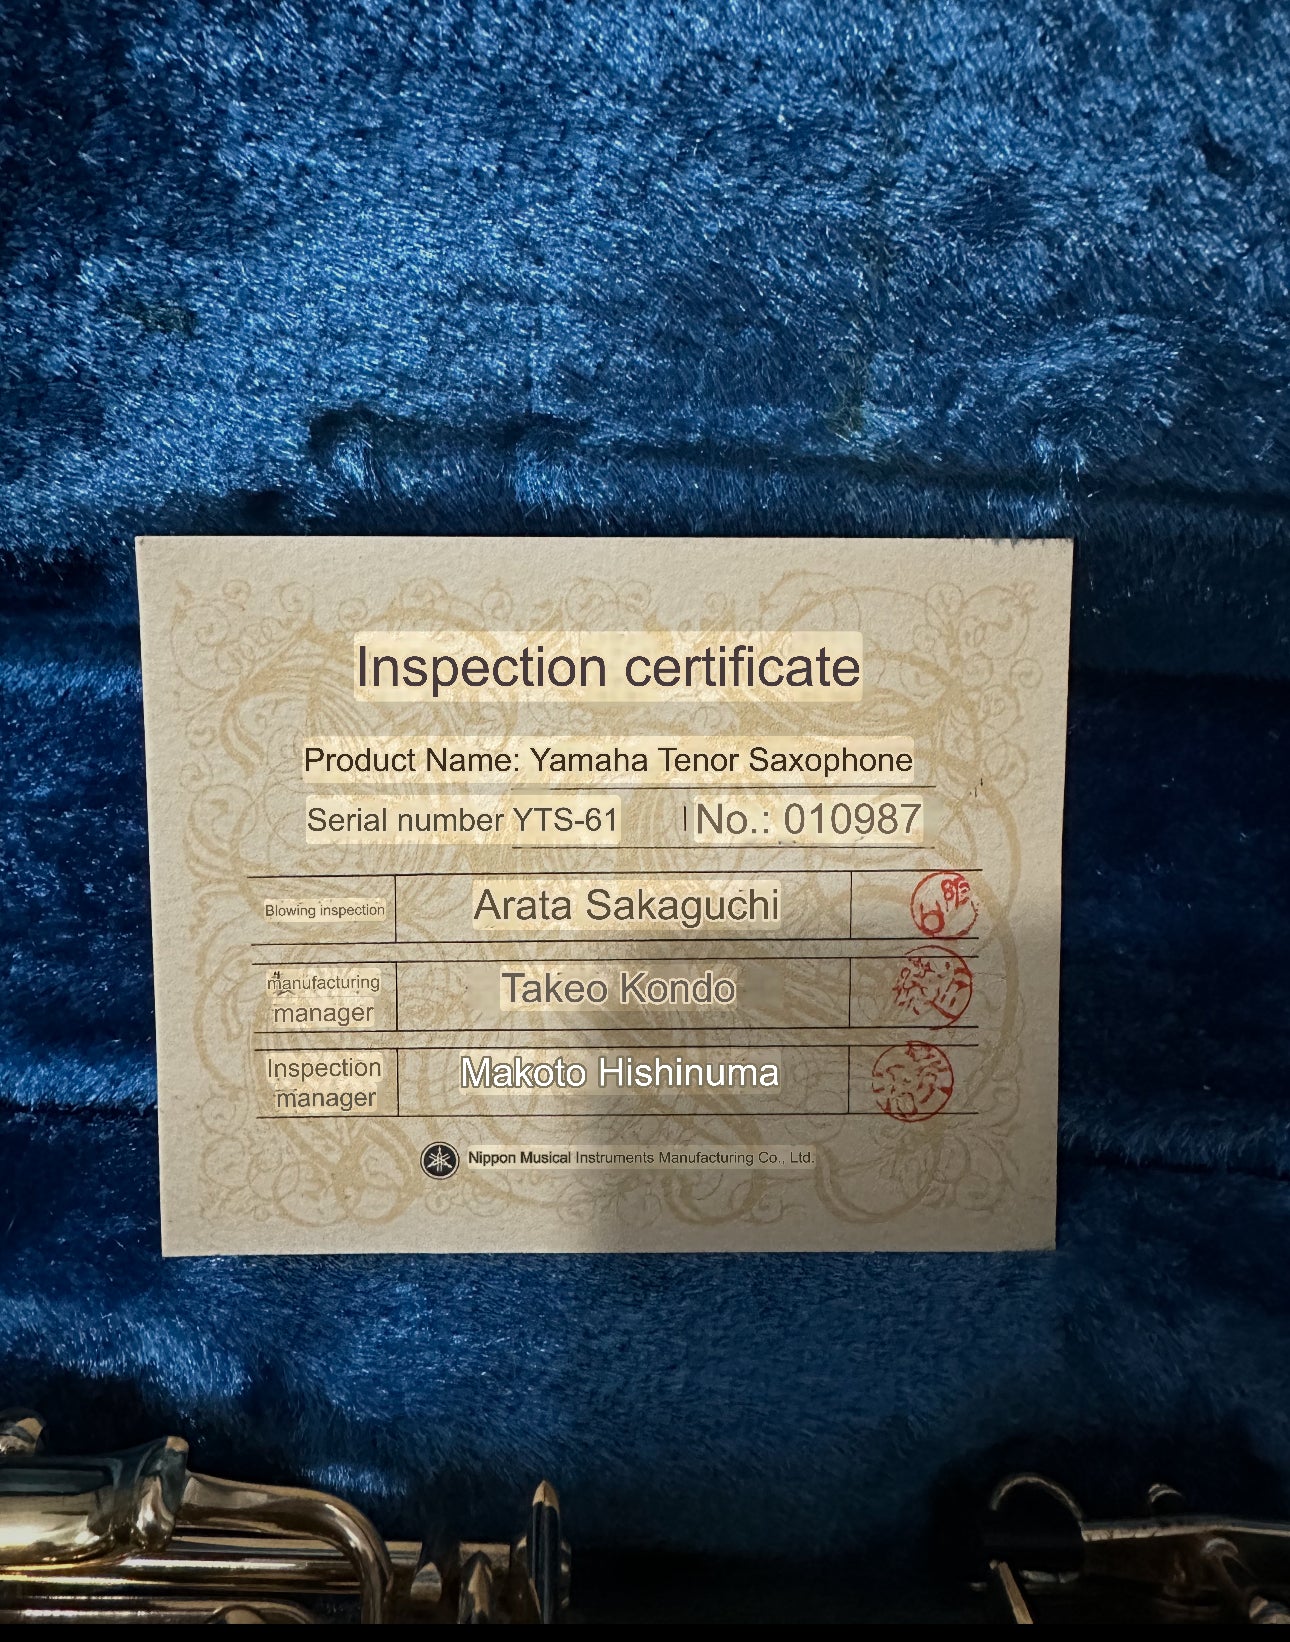 Inspection certificate
Product Name: Yamaha Tenor Saxophone
Serial number YTS-61 No.: 010987
Blowing inspection Arata Sakaguchi
manufacturing manager Takeo Kondo
Inspection manager Makoto Hishinuma
Nippon Musical Instruments Manufacturing Co., Ltd.